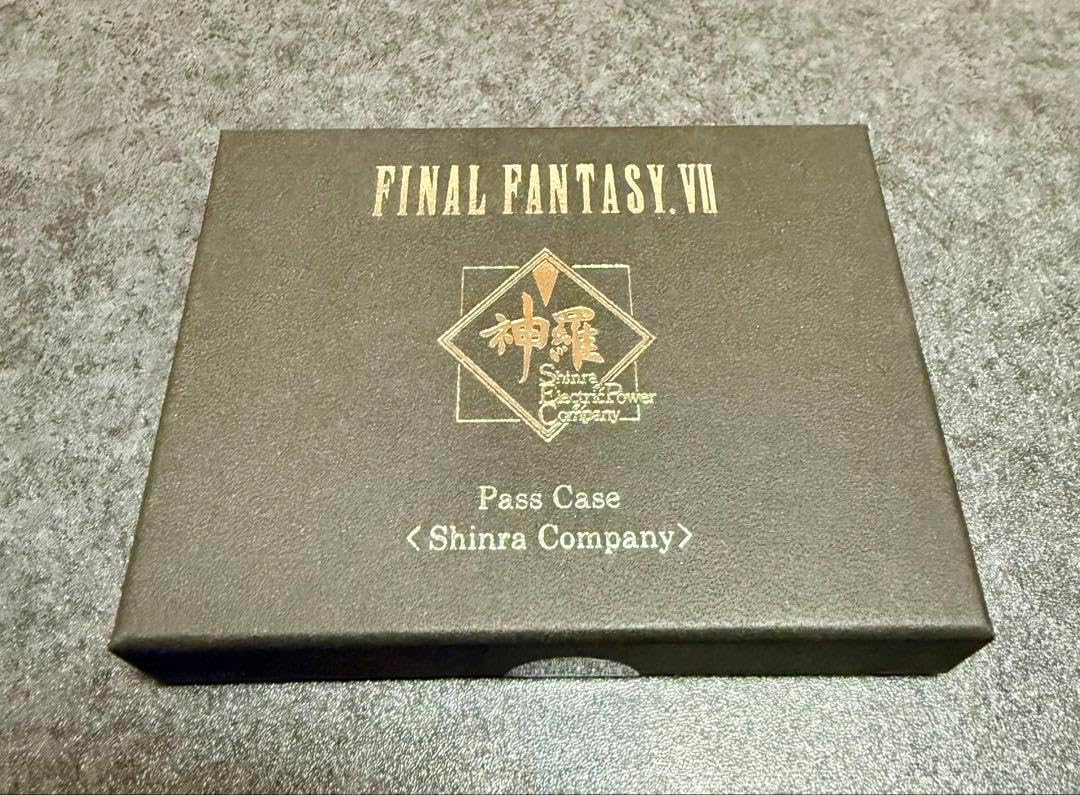 FINAL FANTASY. VII
神羅
Shinra
Electric Power
Company
Pass Case
<Shinra Company>